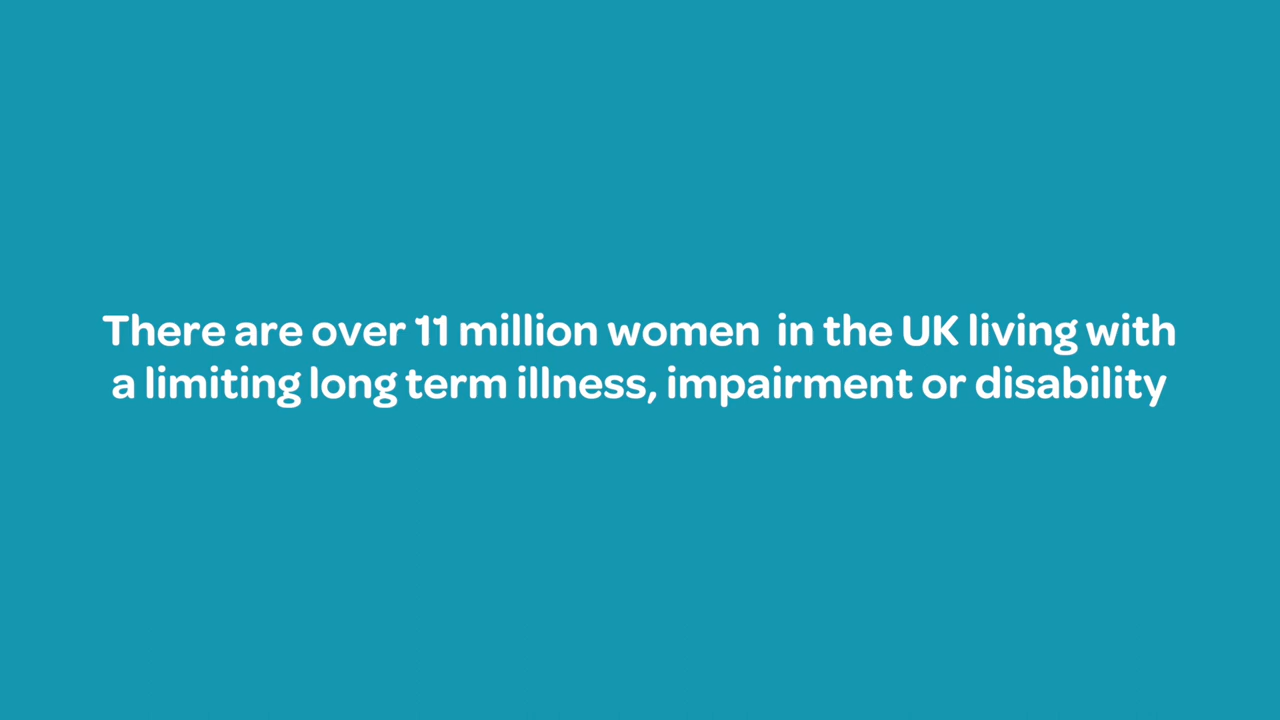 There are over 11 million women  in the UK living with
a limiting long term illness, impairment or disability